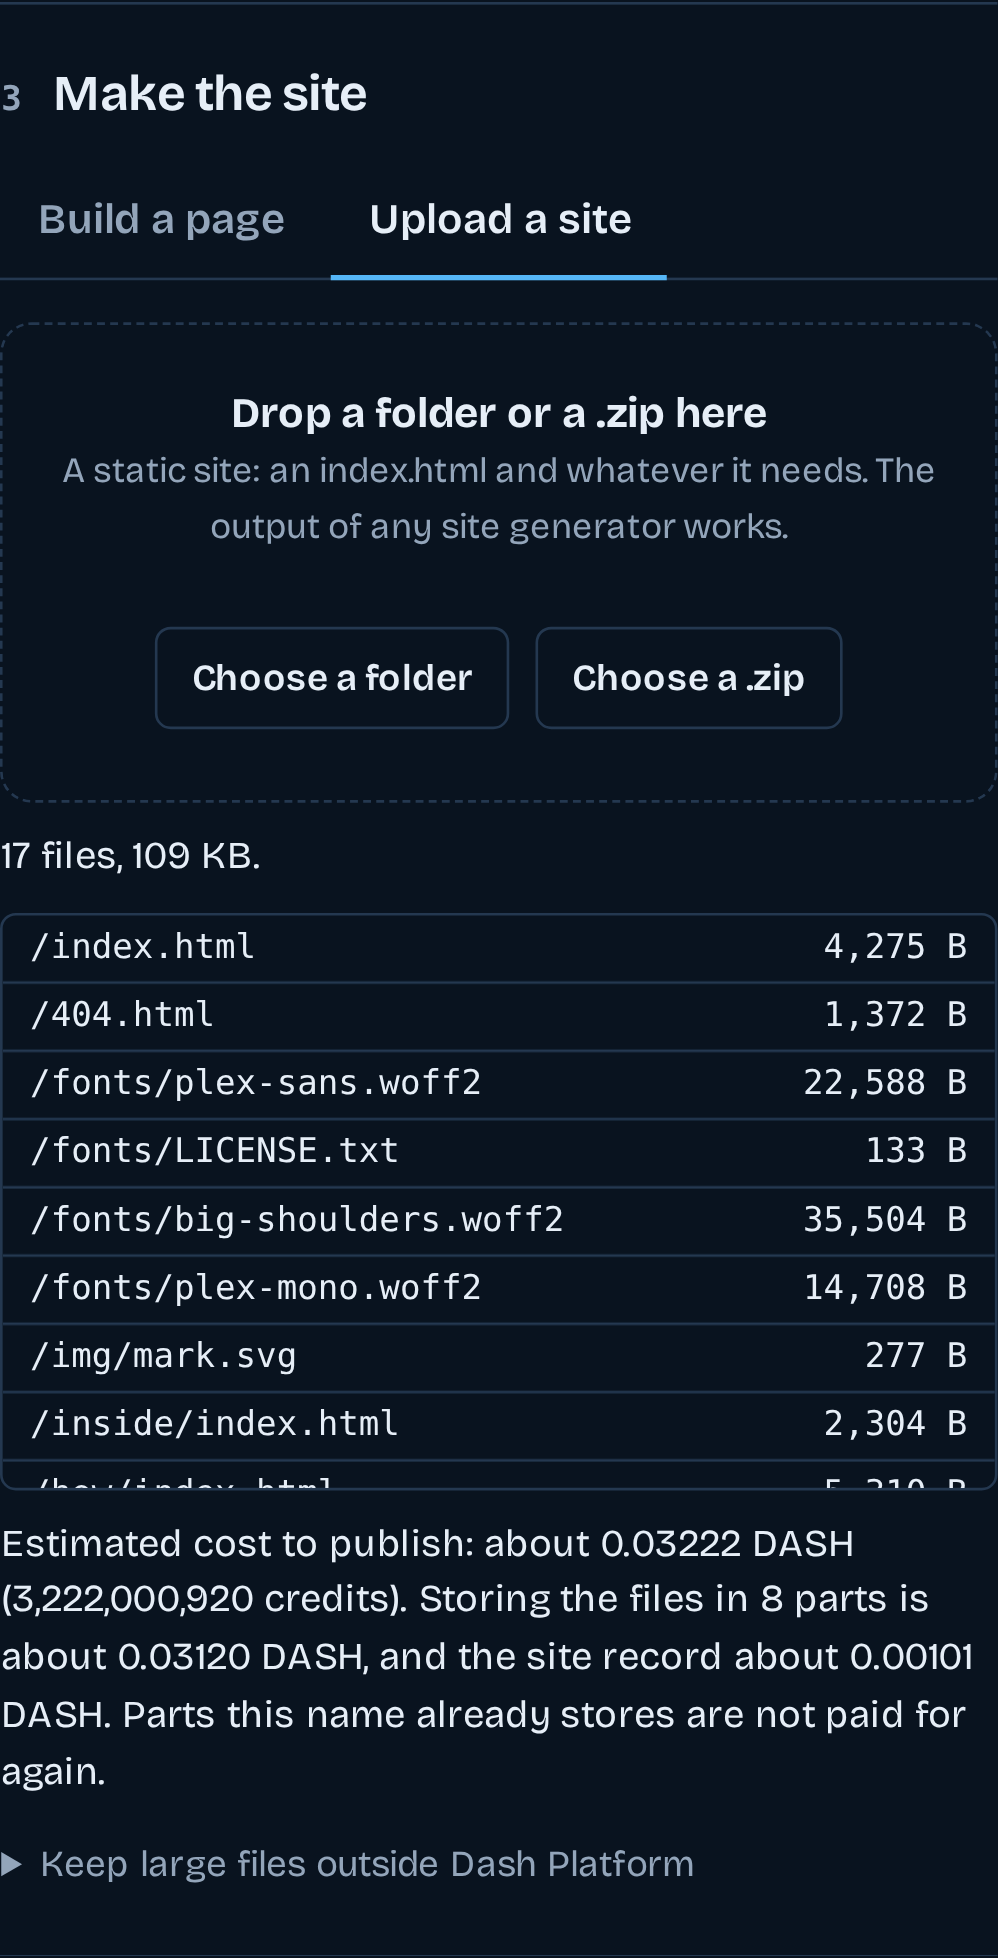 3 Make the site
Build a page Upload a site
Drop a folder or a .zip here
A static site: an index.html and whatever it needs. The
output of any site generator works.
Choose a folder Choose a .zip
17 files, 109 KB.
/index.html 4,275 B
/404.html 1,372 B
/fonts/plex-sans.woff2 22,588 B
/fonts/LICENSE.txt 133 B
/fonts/big-shoulders.woff2 35,504 B
/fonts/plex-mono.woff2 14,708 B
/img/mark.svg 277 B
/inside/index.html 2,304 B
Estimated cost to publish: about 0.03222 DASH
(3,222,000,920 credits). Storing the files in 8 parts is
about 0.03120 DASH, and the site record about 0.00101
DASH. Parts this name already stores are not paid for
again.
Keep large files outside Dash Platform